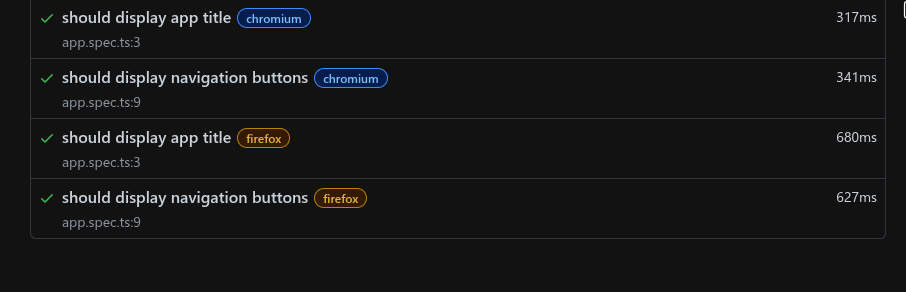 should display app title chromium 317ms
app.spec.ts:3
should display navigation buttons chromium 341ms
app.spec.ts:9
should display app title firefox 680ms
app.spec.ts:3
should display navigation buttons firefox 627ms
app.spec.ts:9